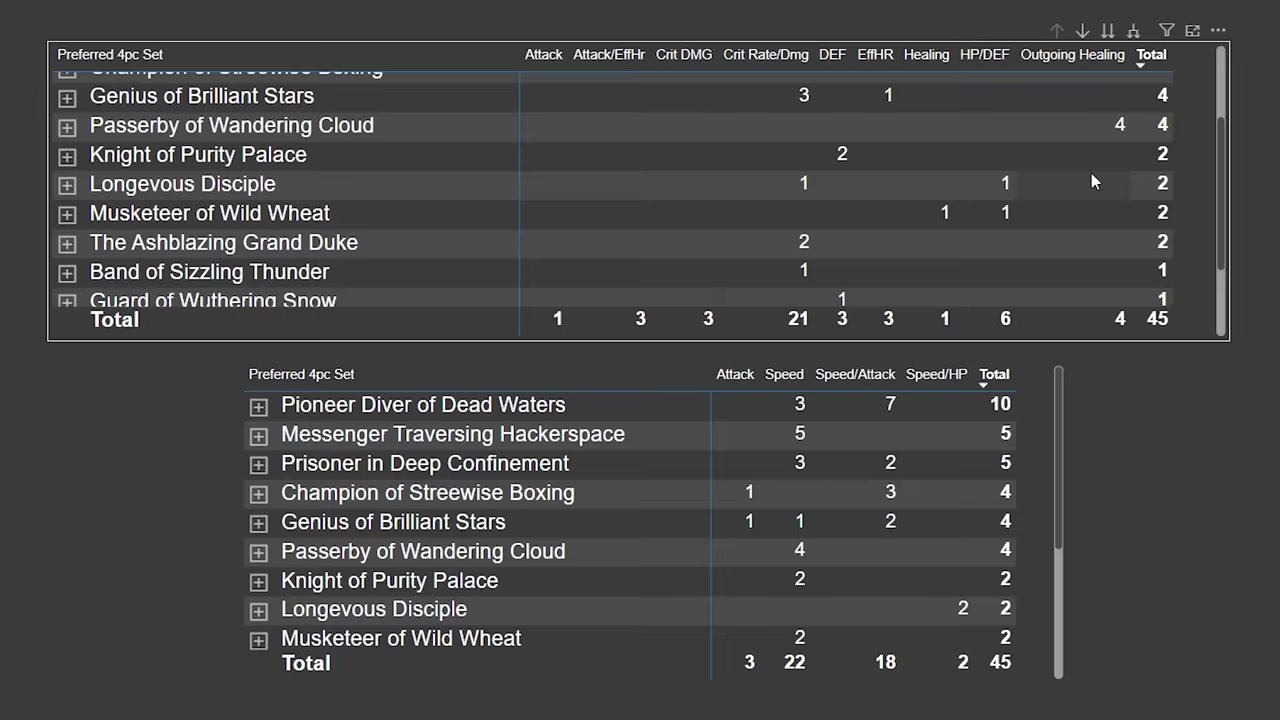 Preferred 4pc Set Attack Attack/EffHr Crit DMG Crit Rate/Dmg DEF EffHR Healing HP/DEF Outgoing Healing Total
Champion of Streewise Boxing
Genius of Brilliant Stars 3 1 4
Passerby of Wandering Cloud 4 4
Knight of Purity Palace 2 2
Longevous Disciple 1 1 2
Musketeer of Wild Wheat 1 1 2
The Ashblazing Grand Duke 2 2
Band of Sizzling Thunder 1 1
Guard of Wuthering Snow 1 1
Total 1 3 3 21 3 3 1 6 4 45
Preferred 4pc Set Attack Speed Speed/Attack Speed/HP Total
Pioneer Diver of Dead Waters 3 7 10
Messenger Traversing Hackerspace 5 5
Prisoner in Deep Confinement 3 2 5
Champion of Streewise Boxing 1 3 4
Genius of Brilliant Stars 1 1 2 4
Passerby of Wandering Cloud 4 4
Knight of Purity Palace 2 2
Longevous Disciple 2 2
Musketeer of Wild Wheat 2 2
Total 3 22 18 2 45